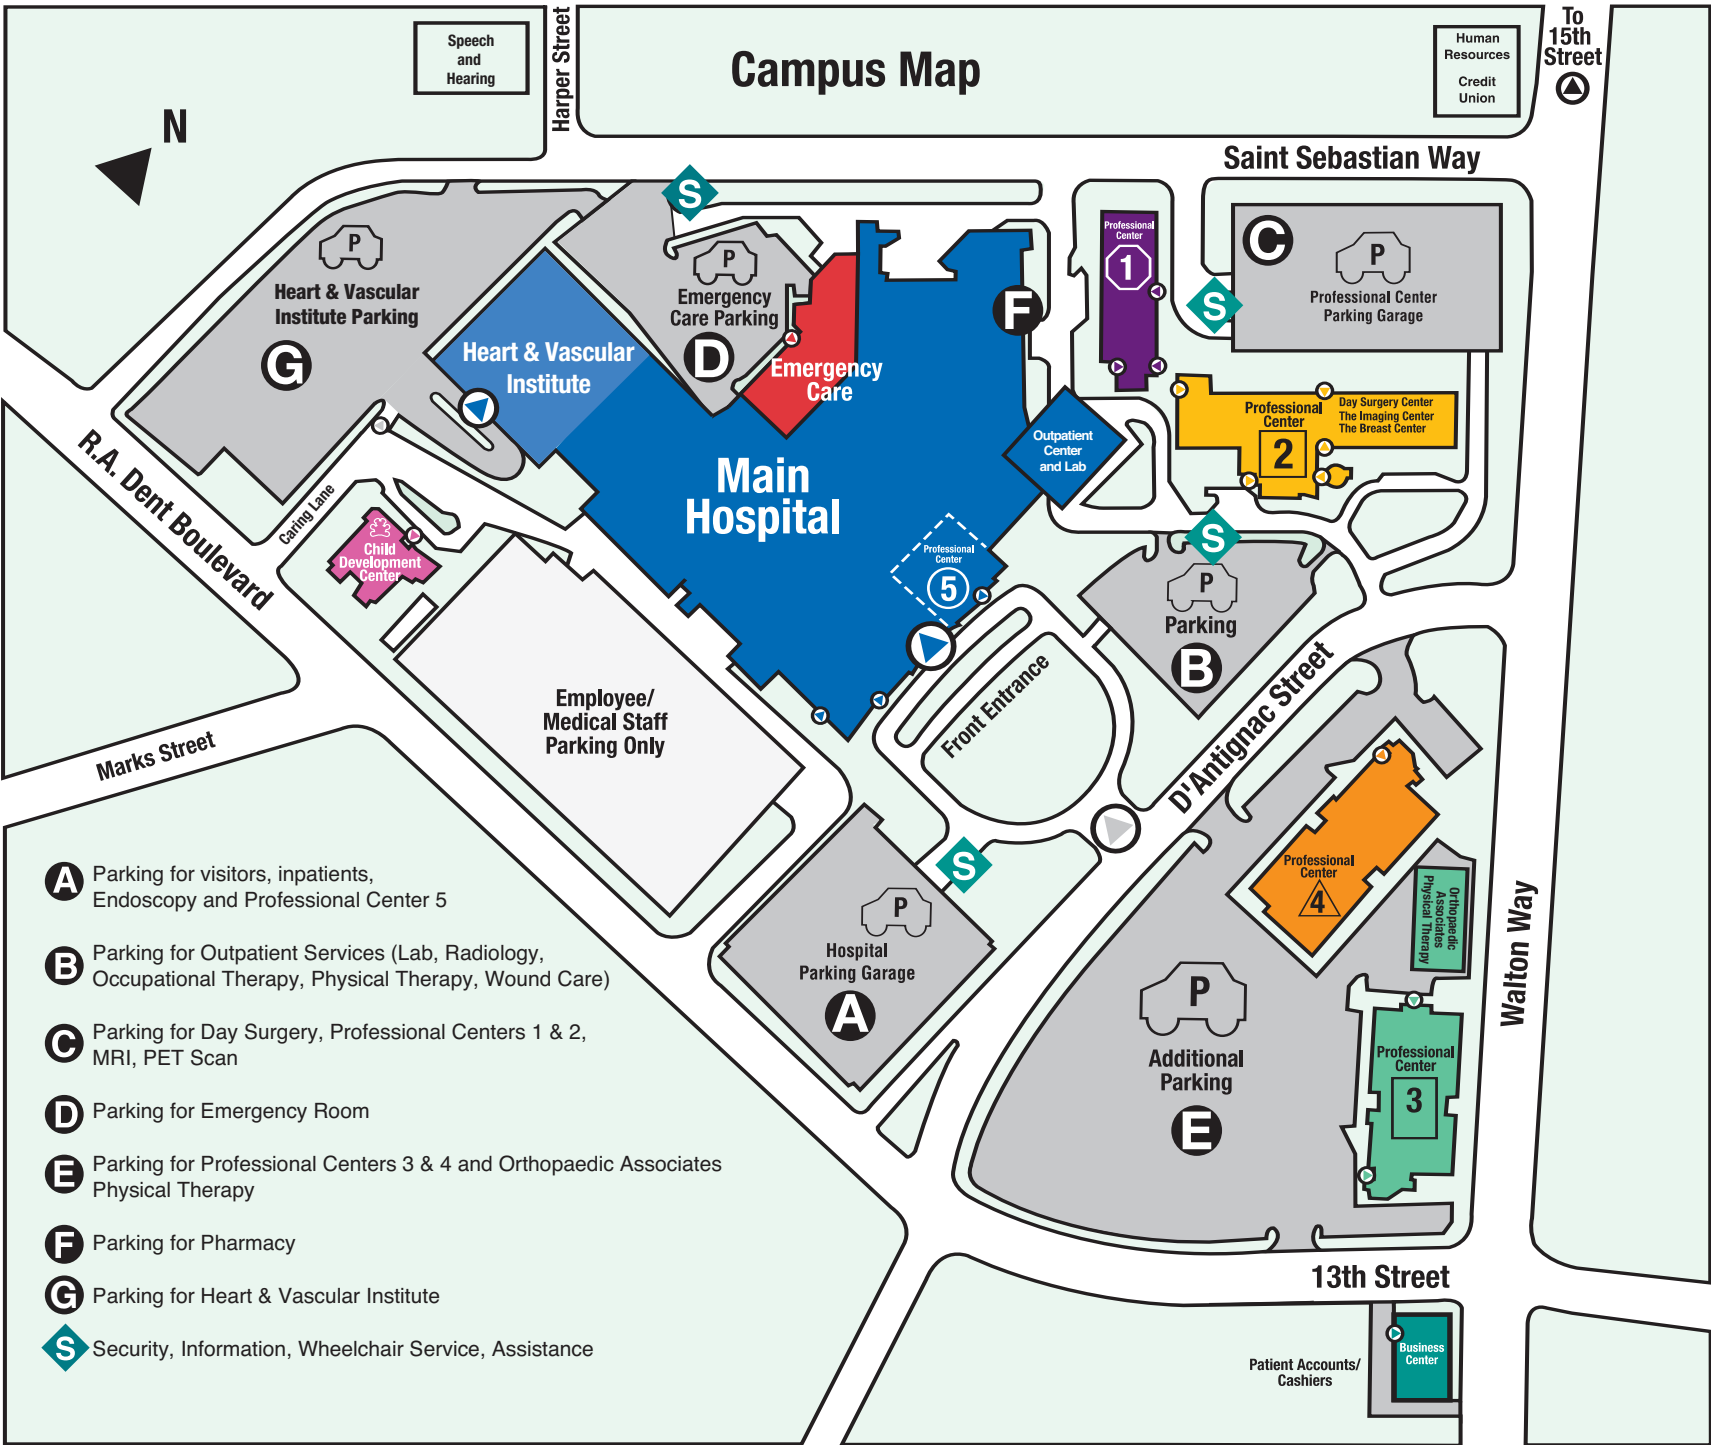 Campus Map
Speech
and
Hearing
Harper Street
Human
Resources
Credit
Union
To
15th
Street
N
Saint Sebastian Way
S
P
Heart & Vascular
Institute Parking
G
P
Emergency
Care Parking
D
Heart & Vascular
Institute
Emergency
Care
F
Professional
Center
1
C
P
Professional Center
Parking Garage
S
Professional
Center
2
Day Surgery Center
The Imaging Center
The Breast Center
Outpatient
Center
and Lab
Main
Hospital
Professional
Center
5
R.A. Dent Boulevard
Caring Lane
Child
Development
Center
S
P
Parking
B
Employee/
Medical Staff
Parking Only
Front Entrance
D'Antignac Street
Marks Street
S
P
Hospital
Parking Garage
A
Professional
Center
4
Orthopaedic
Associates
Physical Therapy
Walton Way
P
Additional
Parking
E
Professional
Center
3
13th Street
Business
Center
Patient Accounts/
Cashiers
A Parking for visitors, inpatients,
Endoscopy and Professional Center 5
B Parking for Outpatient Services (Lab, Radiology,
Occupational Therapy, Physical Therapy, Wound Care)
C Parking for Day Surgery, Professional Centers 1 & 2,
MRI, PET Scan
D Parking for Emergency Room
E Parking for Professional Centers 3 & 4 and Orthopaedic Associates
Physical Therapy
F Parking for Pharmacy
G Parking for Heart & Vascular Institute
S Security, Information, Wheelchair Service, Assistance